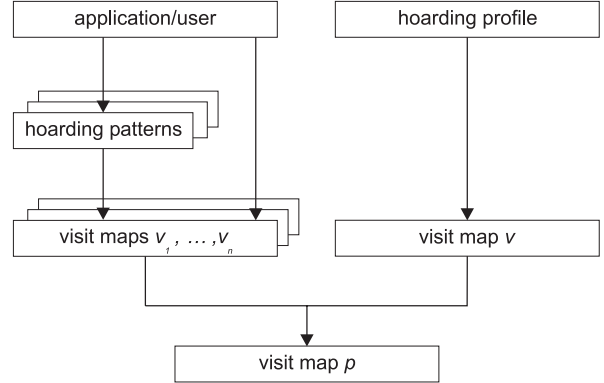 application/user
hoarding profile
hoarding patterns
visit maps v1 , … ,vn
visit map v
visit map p